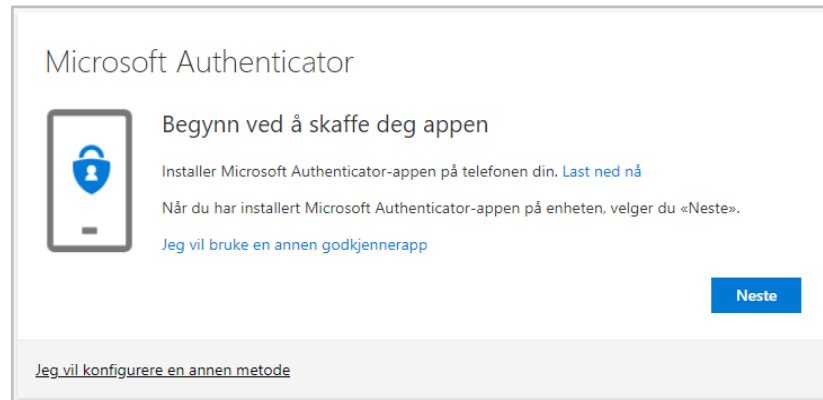 Microsoft Authenticator
Begynn ved å skaffe deg appen
Installer Microsoft Authenticator-appen på telefonen din. Last ned nå
Når du har installert Microsoft Authenticator-appen på enheten, velger du «Neste».
Jeg vil bruke en annen godkjennerapp
Neste
Jeg vil konfigurere en annen metode